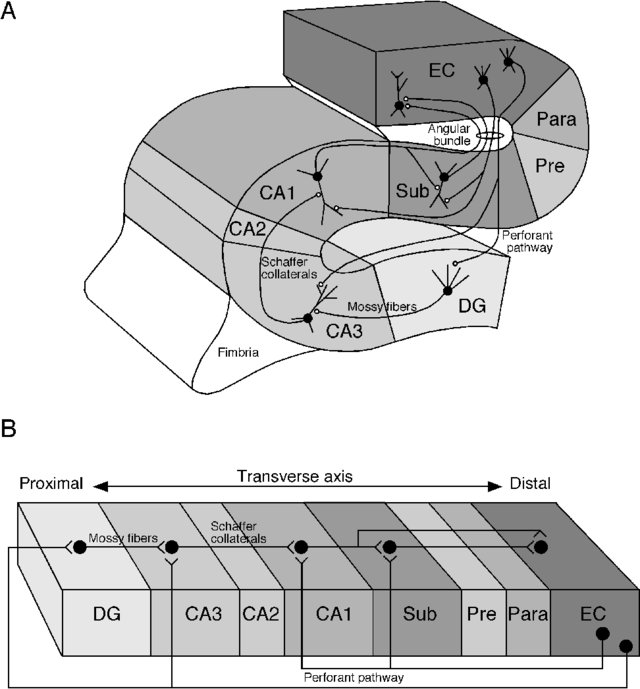 A
EC
Para
Angular
bundle
Pre
CA1
Sub
CA2
Perforant
pathway
Schaffer
collaterals
Mossy fibers
DG
CA3
Fimbria
B
Proximal
Transverse axis
Distal
Mossy fibers
Schaffer
collaterals
DG
CA3
CA2
CA1
Sub
Pre
Para
EC
Perforant pathway